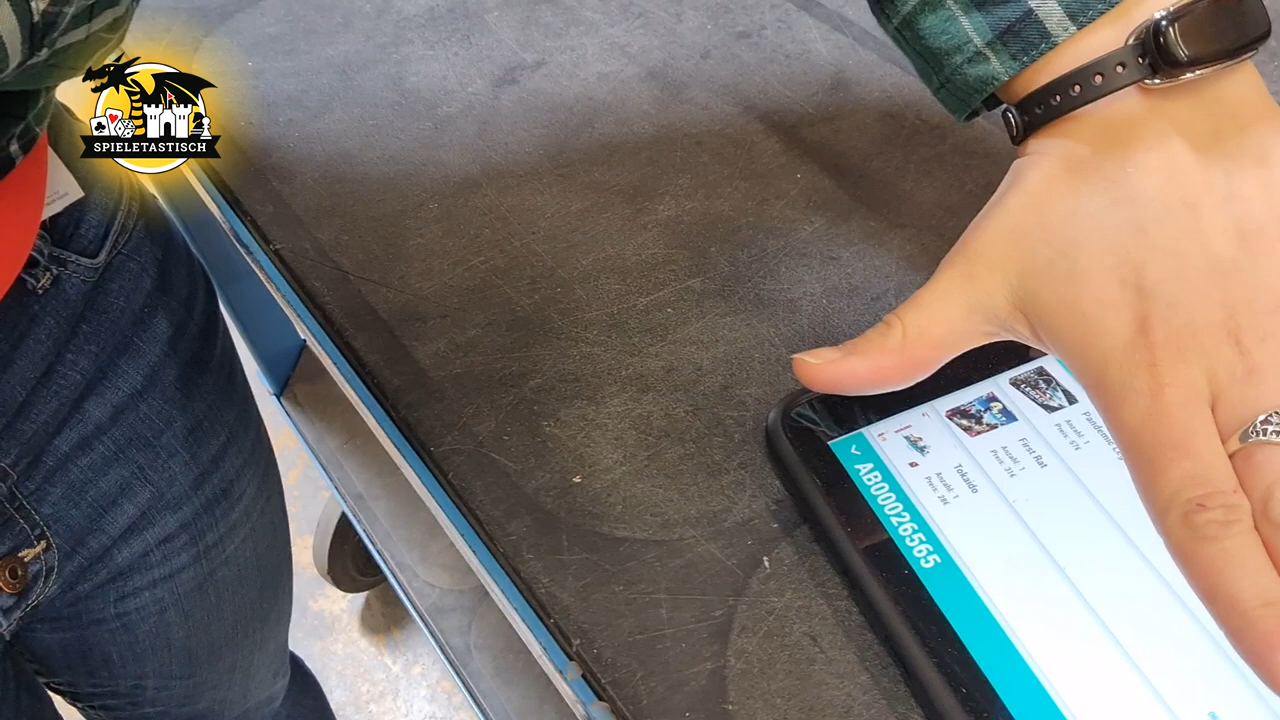 SPIELETASTISCH
AB00026565
Tokaido
Anzahl: 1
Preis: 28€
First Rat
Anzahl: 1
Preis: 31€
Pandemic
Anzahl: 1
Preis: 57€